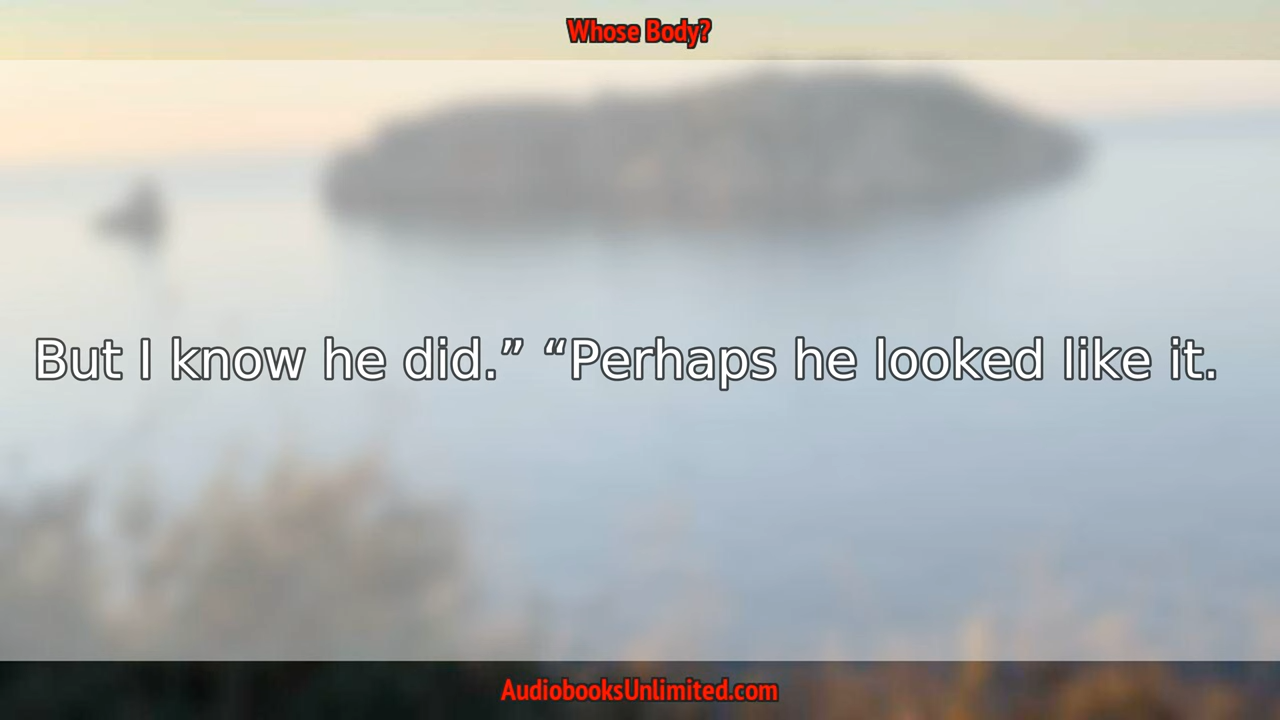 Whose Body?
But I know he did.” “Perhaps he looked like it.
AudiobooksUnlimited.com